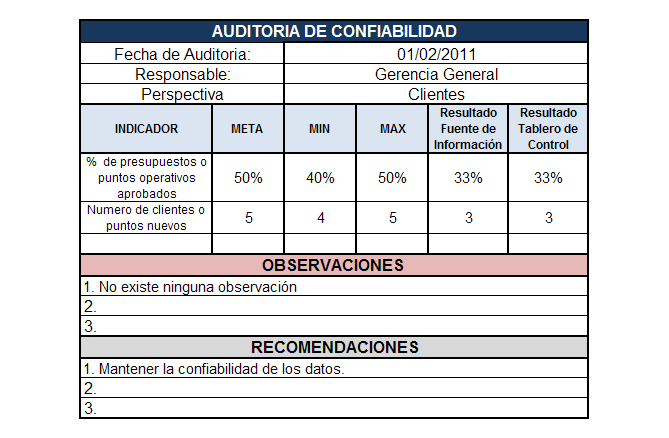 AUDITORIA DE CONFIABILIDAD
Fecha de Auditoria: 01/02/2011
Responsable: Gerencia General
Perspectiva Clientes
INDICADOR META MIN MAX Resultado Fuente de Información Resultado Tablero de Control
% de presupuestos o puntos operativos aprobados 50% 40% 50% 33% 33%
Numero de clientes o puntos nuevos 5 4 5 3 3
OBSERVACIONES
1. No existe ninguna observación
2.
3.
RECOMENDACIONES
1. Mantener la confiabilidad de los datos.
2.
3.